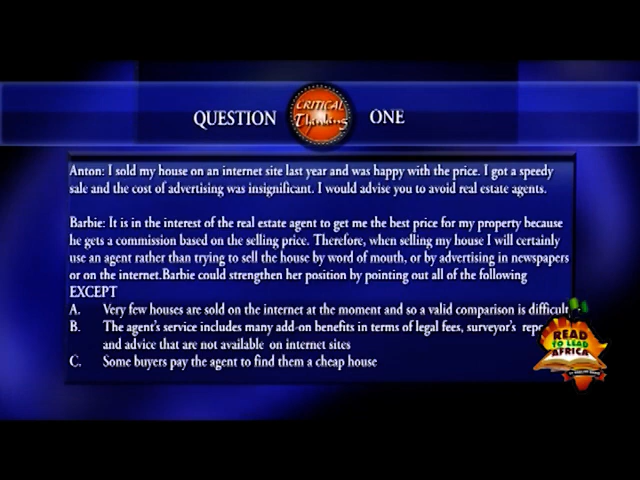 QUESTION CRITICAL Thinking ONE
Anton: I sold my house on an internet site last year and was happy with the price. I got a speedy
sale and the cost of advertising was insignificant. I would advise you to avoid real estate agents.
Barbie: It is in the interest of the real estate agent to get me the best price for my property because
he gets a commission based on the selling price. Therefore, when selling my house I will certainly
use an agent rather than trying to sell the house by word of mouth, or by advertising in newspapers
or on the internet.Barbie could strengthen her position by pointing out all of the following
EXCEPT
A. Very few houses are sold on the internet at the moment and so a valid comparison is difficult
B. The agent's service includes many add-on benefits in terms of legal fees, surveyor's
and advice that are not available on internet sites
C. Some buyers pay the agent to find them a cheap house
READ
TO LEAD
AFRICA